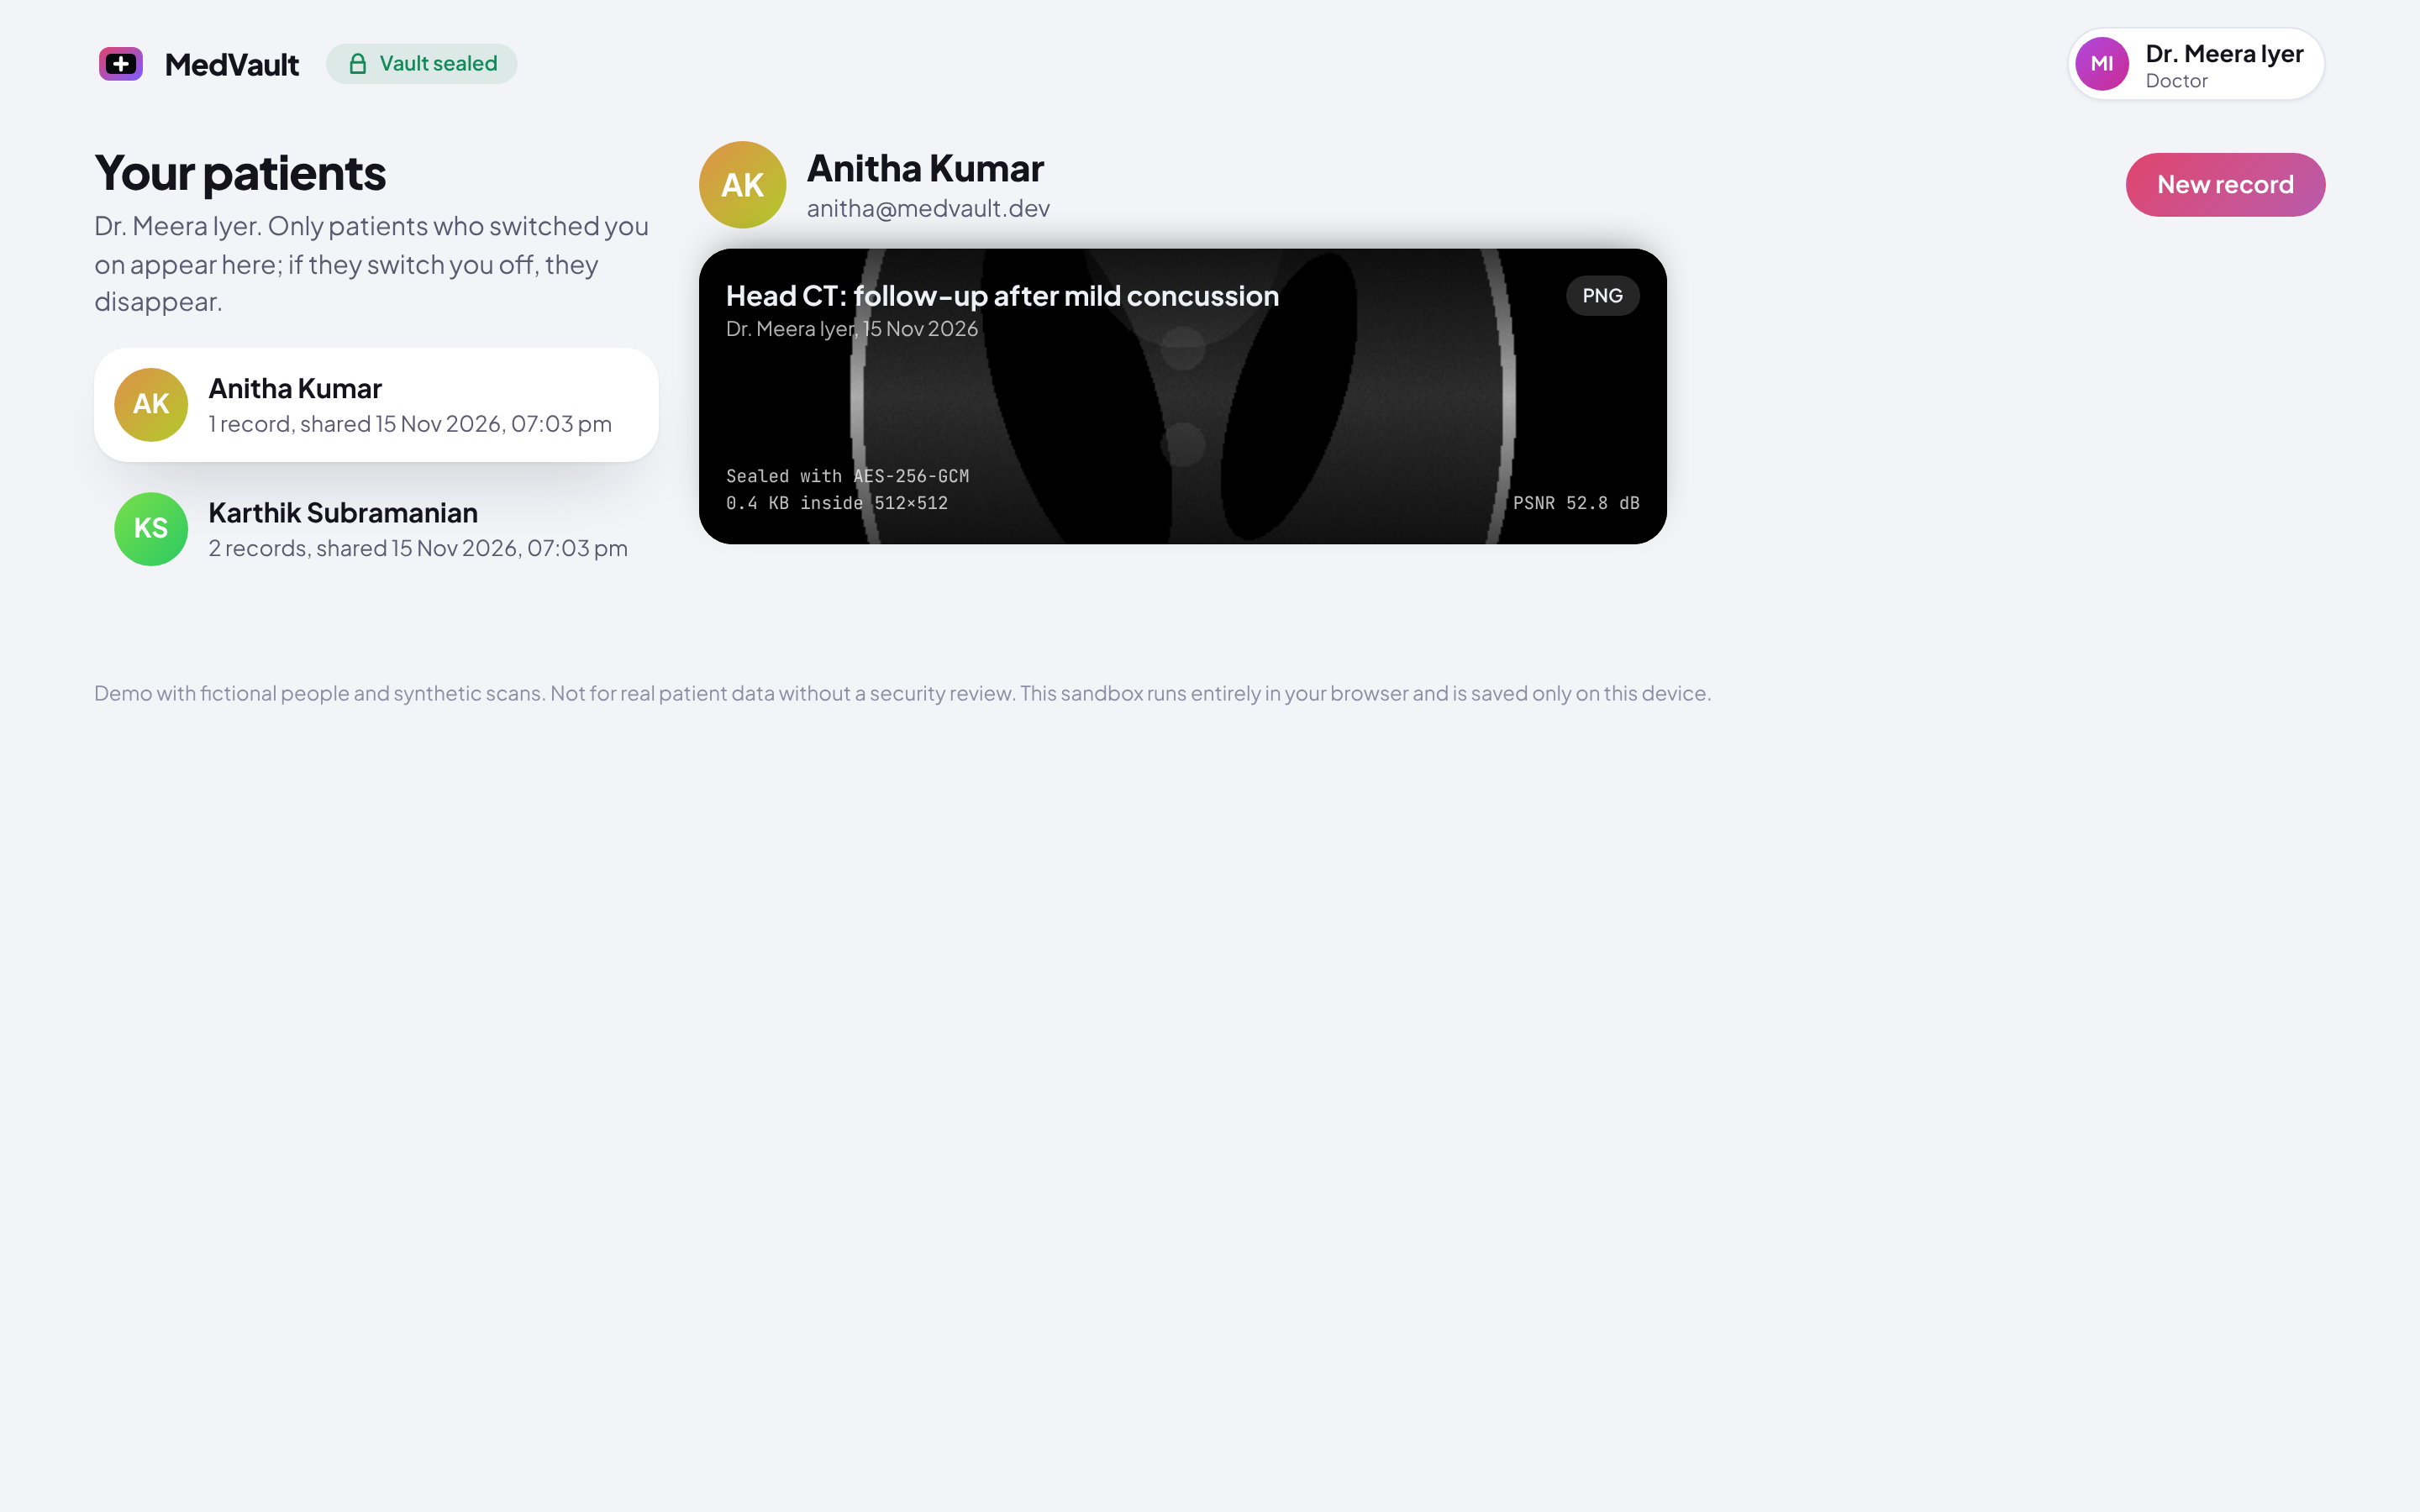 MedVault
Vault sealed
MI
Dr. Meera Iyer
Doctor
Your patients
Dr. Meera Iyer. Only patients who switched you
on appear here; if they switch you off, they
disappear.
AK
Anitha Kumar
1 record, shared 15 Nov 2026, 07:03 pm
KS
Karthik Subramanian
2 records, shared 15 Nov 2026, 07:03 pm
AK
Anitha Kumar
anitha@medvault.dev
New record
Head CT: follow-up after mild concussion
PNG
Dr. Meera Iyer, 15 Nov 2026
Sealed with AES-256-GCM
0.4 KB inside 512×512
PSNR 52.8 dB
Demo with fictional people and synthetic scans. Not for real patient data without a security review. This sandbox runs entirely in your browser and is saved only on this device.